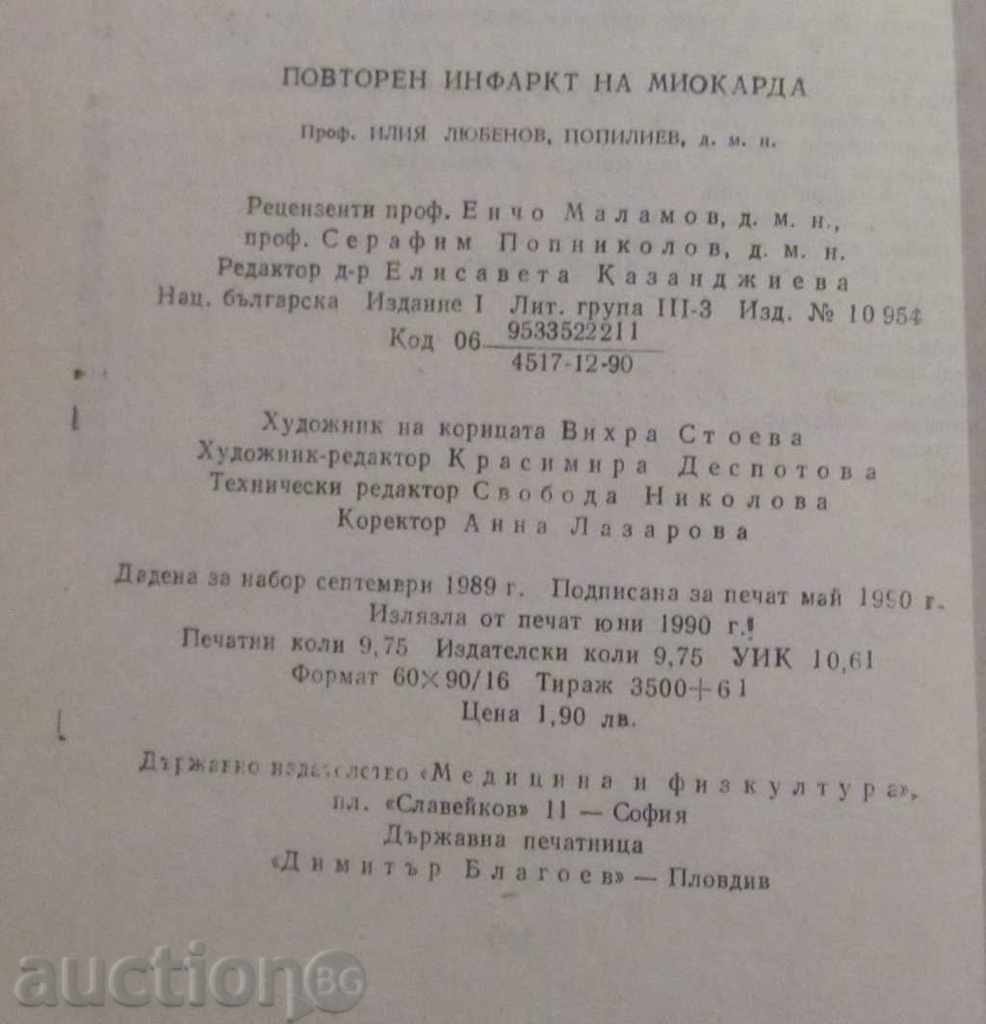 ПОВТОРЕН ИНФАРКТ НА МИОКАРДА
Проф. ИЛИЯ ЛЮБЕНОВ, ПОПИЛИЕВ, д. м. н.
Рецензенти проф. Енчо Маламов, д. м. н.,
проф. Серафим Попниколов, д. м. н.
Редактор д-р Елисавета Казанджиева
Нац. българска Издание I Лит. група III-3 Изд. № 10 954
Код 06 9533522211
4517-12-90
Художник на корицата Вихра Стоева
Художник-редактор Красимира Деспотова
Технически редактор Свобода Николова
Коректор Анна Лазарова
Дадена за набор септември 1989 г. Подписана за печат май 1990 г.
Излязла от печат юни 1990 г.
Печатни коли 9,75 Издателски коли 9,75 УИК 10,61
Формат 60×90/16 Тираж 3500+61
Цена 1,90 лв.
Държавно издателство «Медицина и физкултура»,
пл. «Славейков» 11 — София
Държавна печатница
«Димитър Благоев» — Пловдив
auction BG